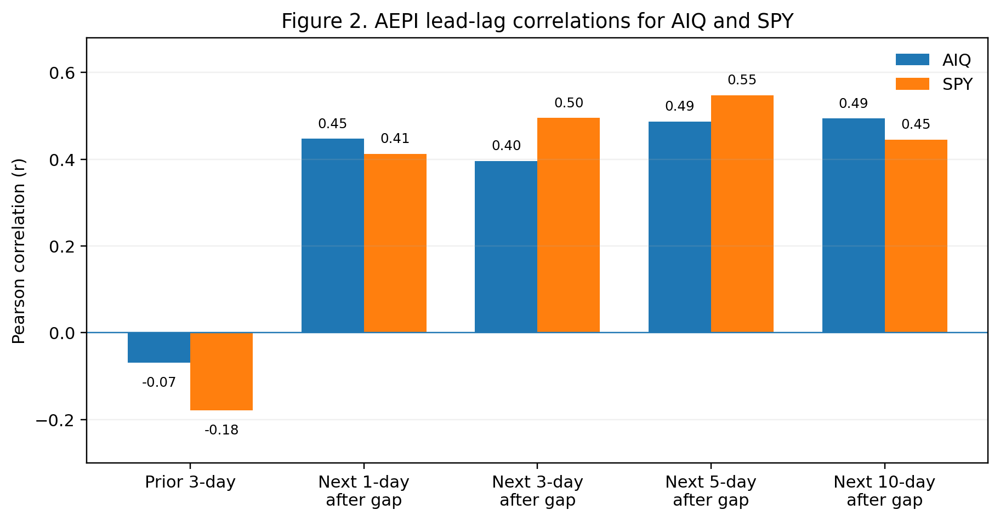 Figure 2. AEPI lead-lag correlations for AIQ and SPY
AIQ
SPY
Pearson correlation (r)
0.6
0.4
0.2
0.0
−0.2
-0.07
-0.18
0.45
0.41
0.40
0.50
0.49
0.55
0.49
0.45
Prior 3-day
Next 1-day
after gap
Next 3-day
after gap
Next 5-day
after gap
Next 10-day
after gap